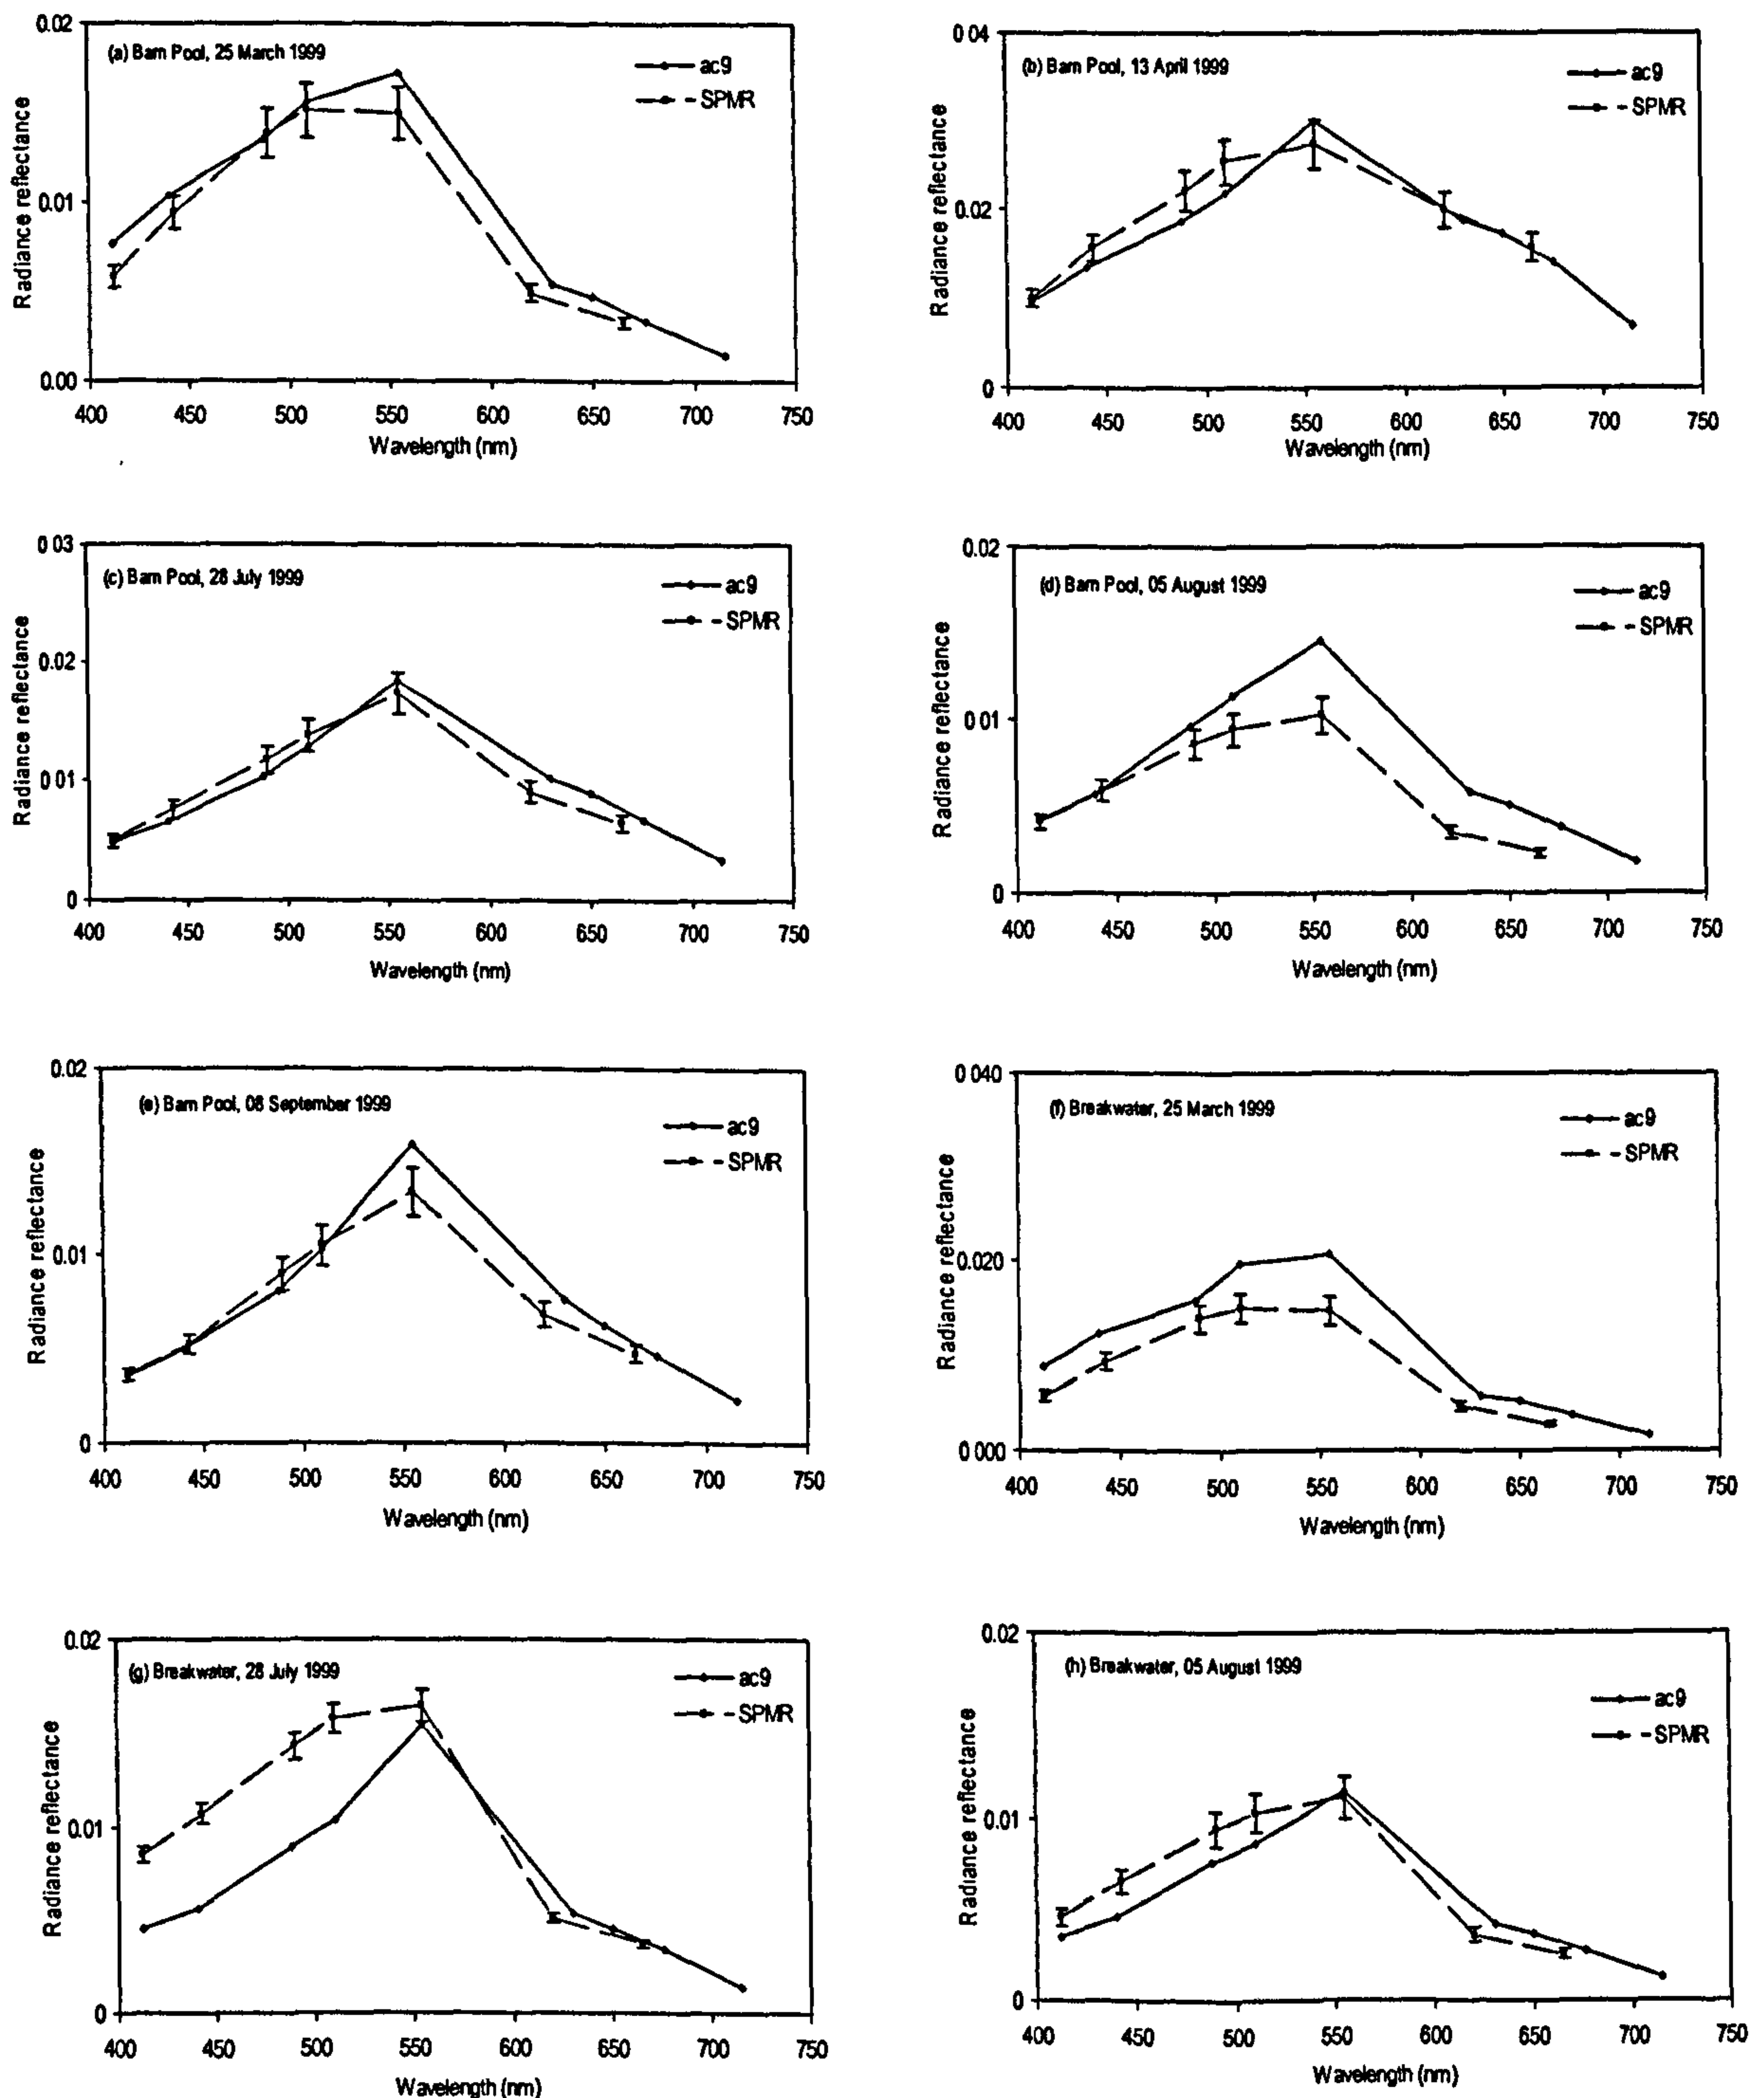 (a) Barn Pool, 25 March 1999
ac9
SPMR
Radiance reflectance
0.02
0.01
0.00
400 450 500 550 600 650 700 750
Wavelength (nm)
(b) Barn Pool, 13 April 1999
ac9
SPMR
Radiance reflectance
0 04
0.02
0
400 450 500 550 600 650 700 750
Wavelength (nm)
(c) Barn Pool, 28 July 1999
ac9
SPMR
Radiance reflectance
0 03
0.02
0 01
0
400 450 500 550 600 650 700 750
Wavelength (nm)
(d) Barn Pool, 05 August 1999
ac9
SPMR
Radiance reflectance
0.02
0 01
0
400 450 500 550 600 650 700 750
Wavelength (nm)
(e) Barn Pool, 08 September 1999
ac9
SPMR
Radiance reflectance
0.02
0.01
0
400 450 500 550 600 650 700 750
Wavelength (nm)
(f) Breakwater, 25 March 1999
ac9
SPMR
Radiance reflectance
0 040
0.020
0 000
400 450 500 550 600 650 700 750
Wavelength (nm)
(g) Breakwater, 28 July 1999
ac9
SPMR
Radiance reflectance
0.02
0.01
0
400 450 500 550 600 650 700 750
Wavelength (nm)
(h) Breakwater, 05 August 1999
ac9
SPMR
Radiance reflectance
0.02
0.01
0
400 450 500 550 600 650 700 750
Wavelength (nm)